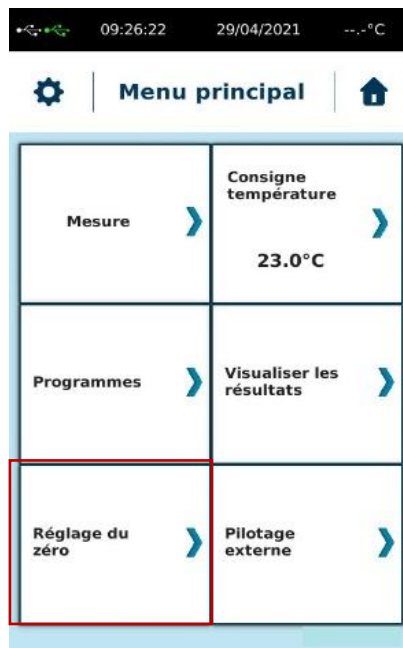 09:26:22 29/04/2021 --.-°C
Menu principal
Mesure
Consigne
température
23.0°C
Programmes
Visualiser les
résultats
Réglage du
zéro
Pilotage
externe